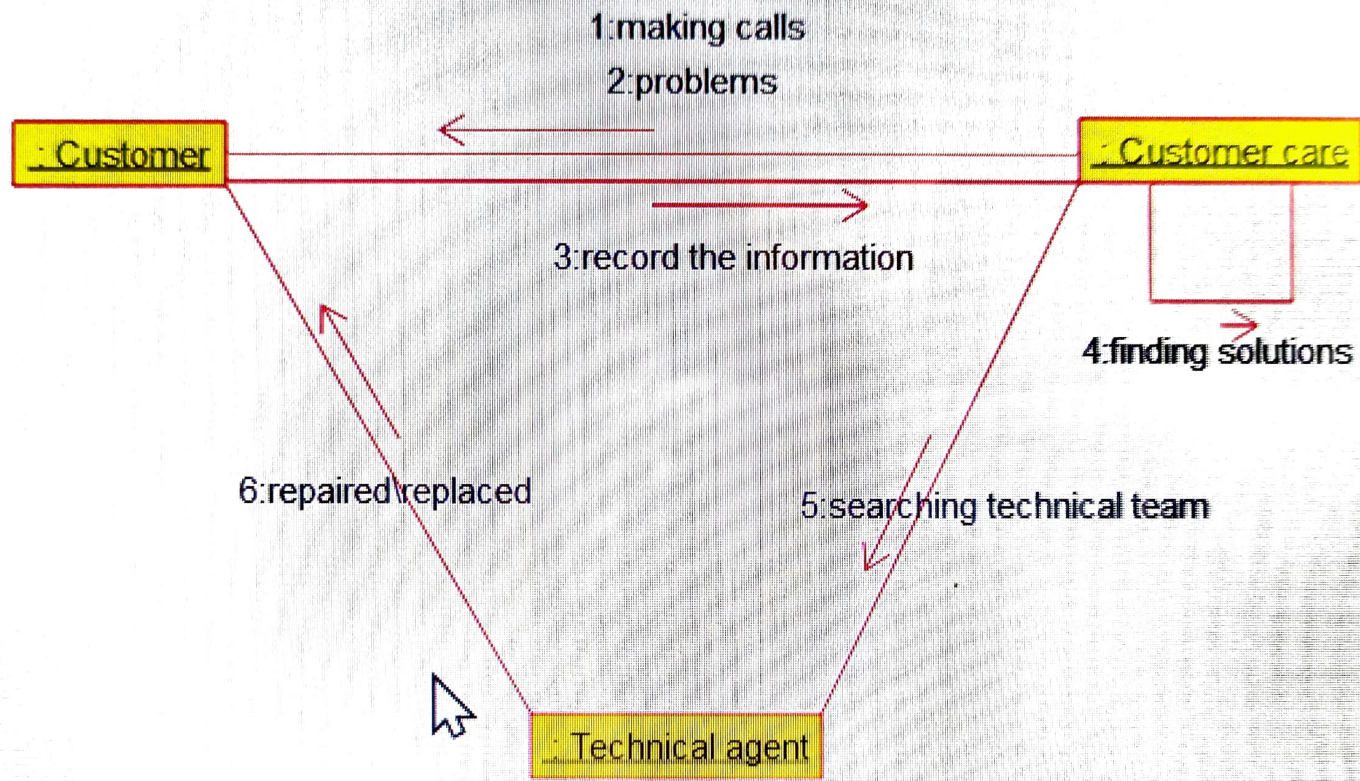 1:making calls
2:problems
: Customer
: Customer care
3:record the information
4:finding solutions
6:repaired\replaced
5:searching technical team
: Technical agent